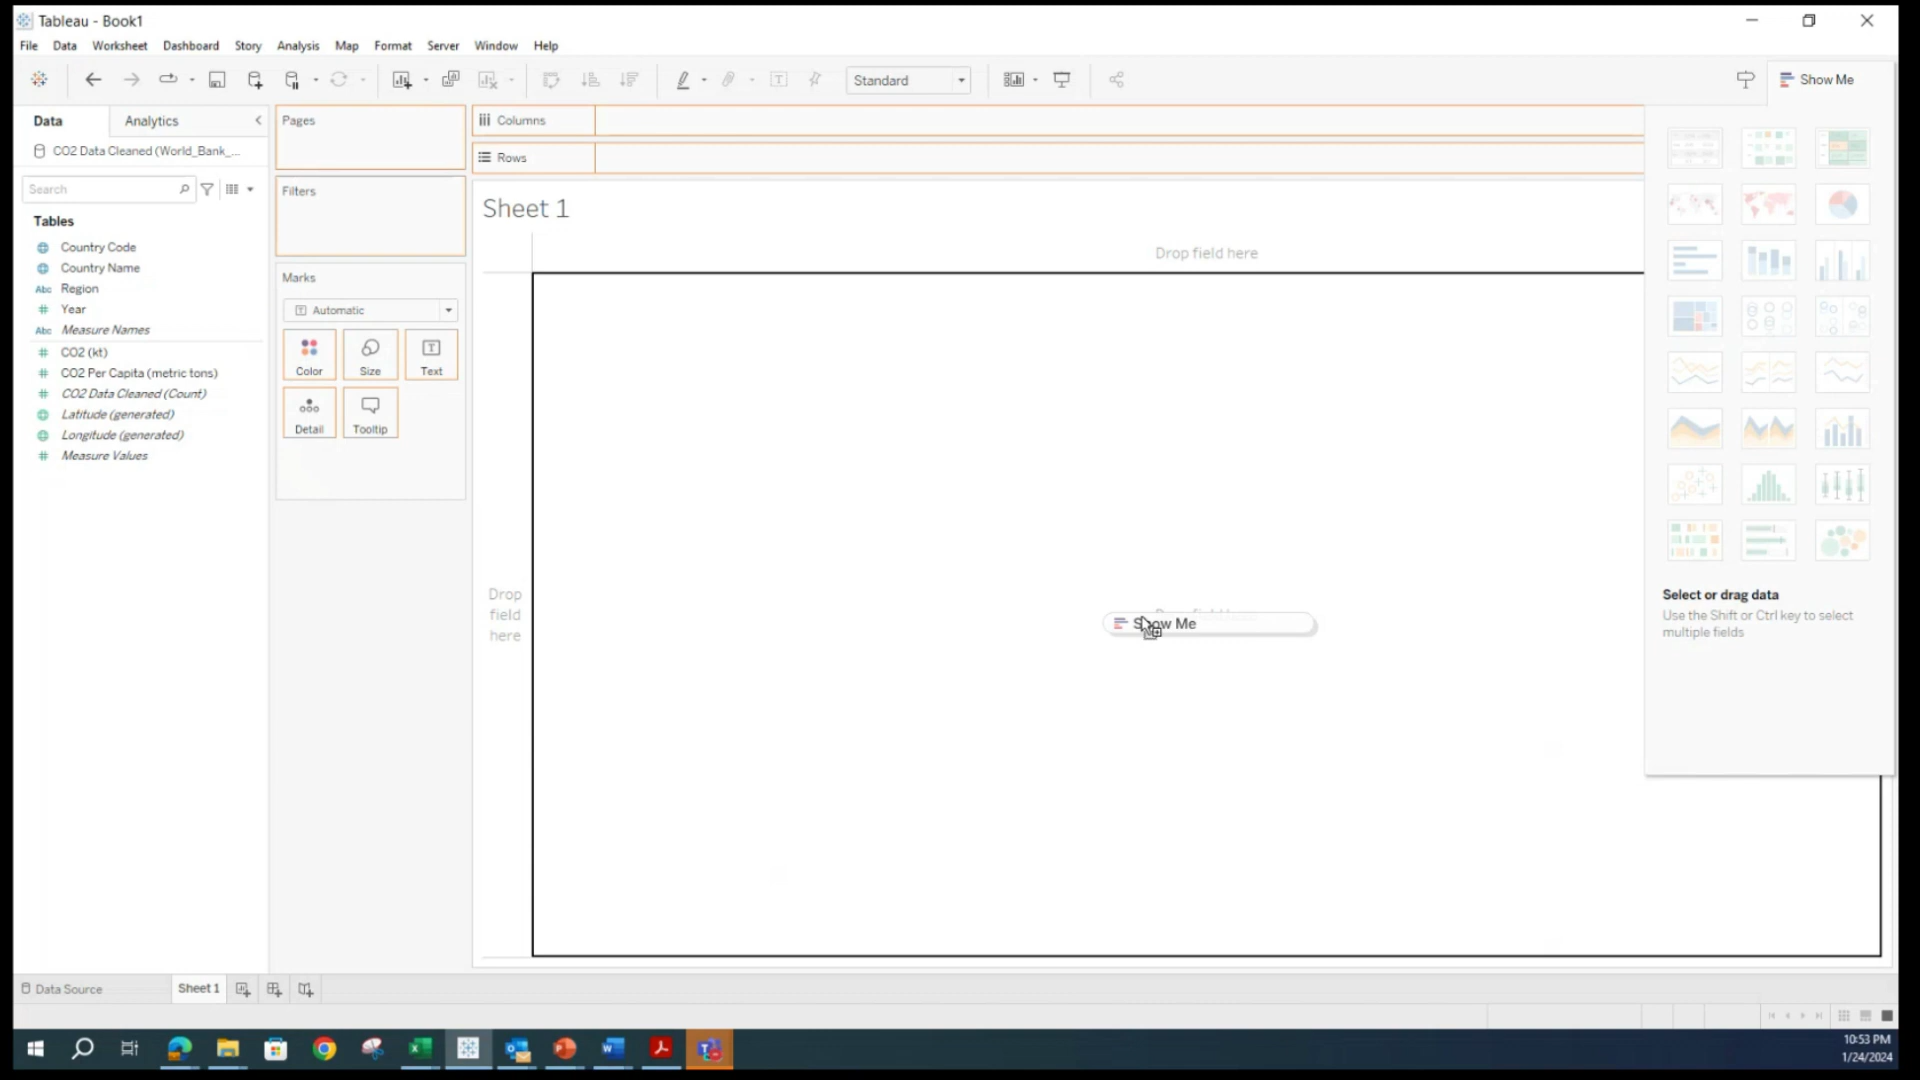 Tableau - Book1
File Data Worksheet Dashboard Story Analysis Map Format Server Window Help
Standard
Show Me
Data Analytics
Pages
Columns
CO2 Data Cleaned (World_Bank_...
Rows
Search
Filters
Sheet 1
Tables
Country Code
Country Name
Abc Region
Year
Abc Measure Names
CO2 (kt)
CO2 Per Capita (metric tons)
CO2 Data Cleaned (Count)
Latitude (generated)
Longitude (generated)
Measure Values
Marks
Automatic
Color Size Text
Detail Tooltip
Drop field here
Drop
field
here
Show Me
Select or drag data
Use the Shift or Ctrl key to select
multiple fields
Data Source Sheet 1
10:53 PM
1/24/2024